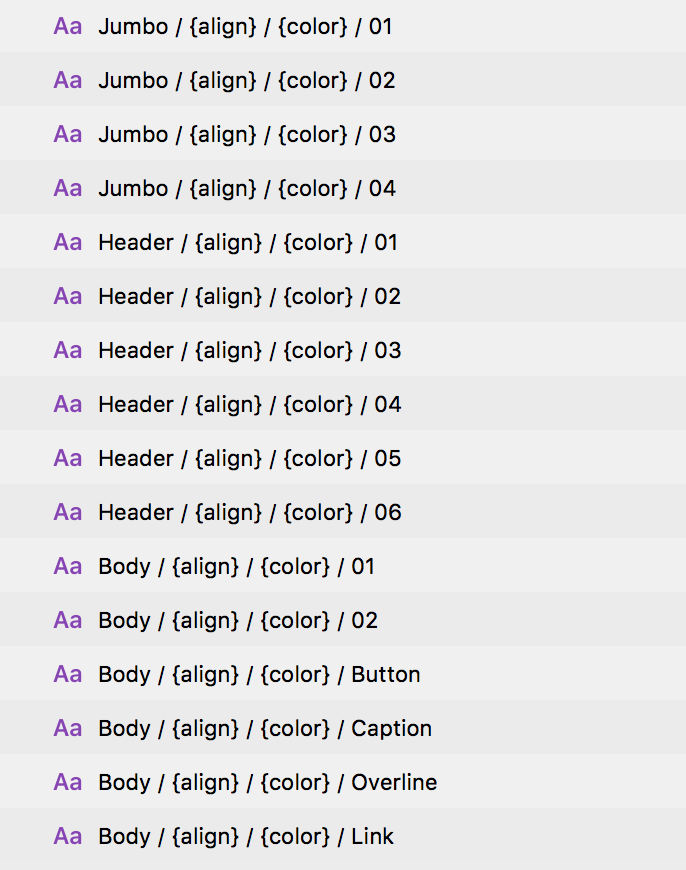 Aa Jumbo / {align} / {color} / 01
Aa Jumbo / {align} / {color} / 02
Aa Jumbo / {align} / {color} / 03
Aa Jumbo / {align} / {color} / 04
Aa Header / {align} / {color} / 01
Aa Header / {align} / {color} / 02
Aa Header / {align} / {color} / 03
Aa Header / {align} / {color} / 04
Aa Header / {align} / {color} / 05
Aa Header / {align} / {color} / 06
Aa Body / {align} / {color} / 01
Aa Body / {align} / {color} / 02
Aa Body / {align} / {color} / Button
Aa Body / {align} / {color} / Caption
Aa Body / {align} / {color} / Overline
Aa Body / {align} / {color} / Link